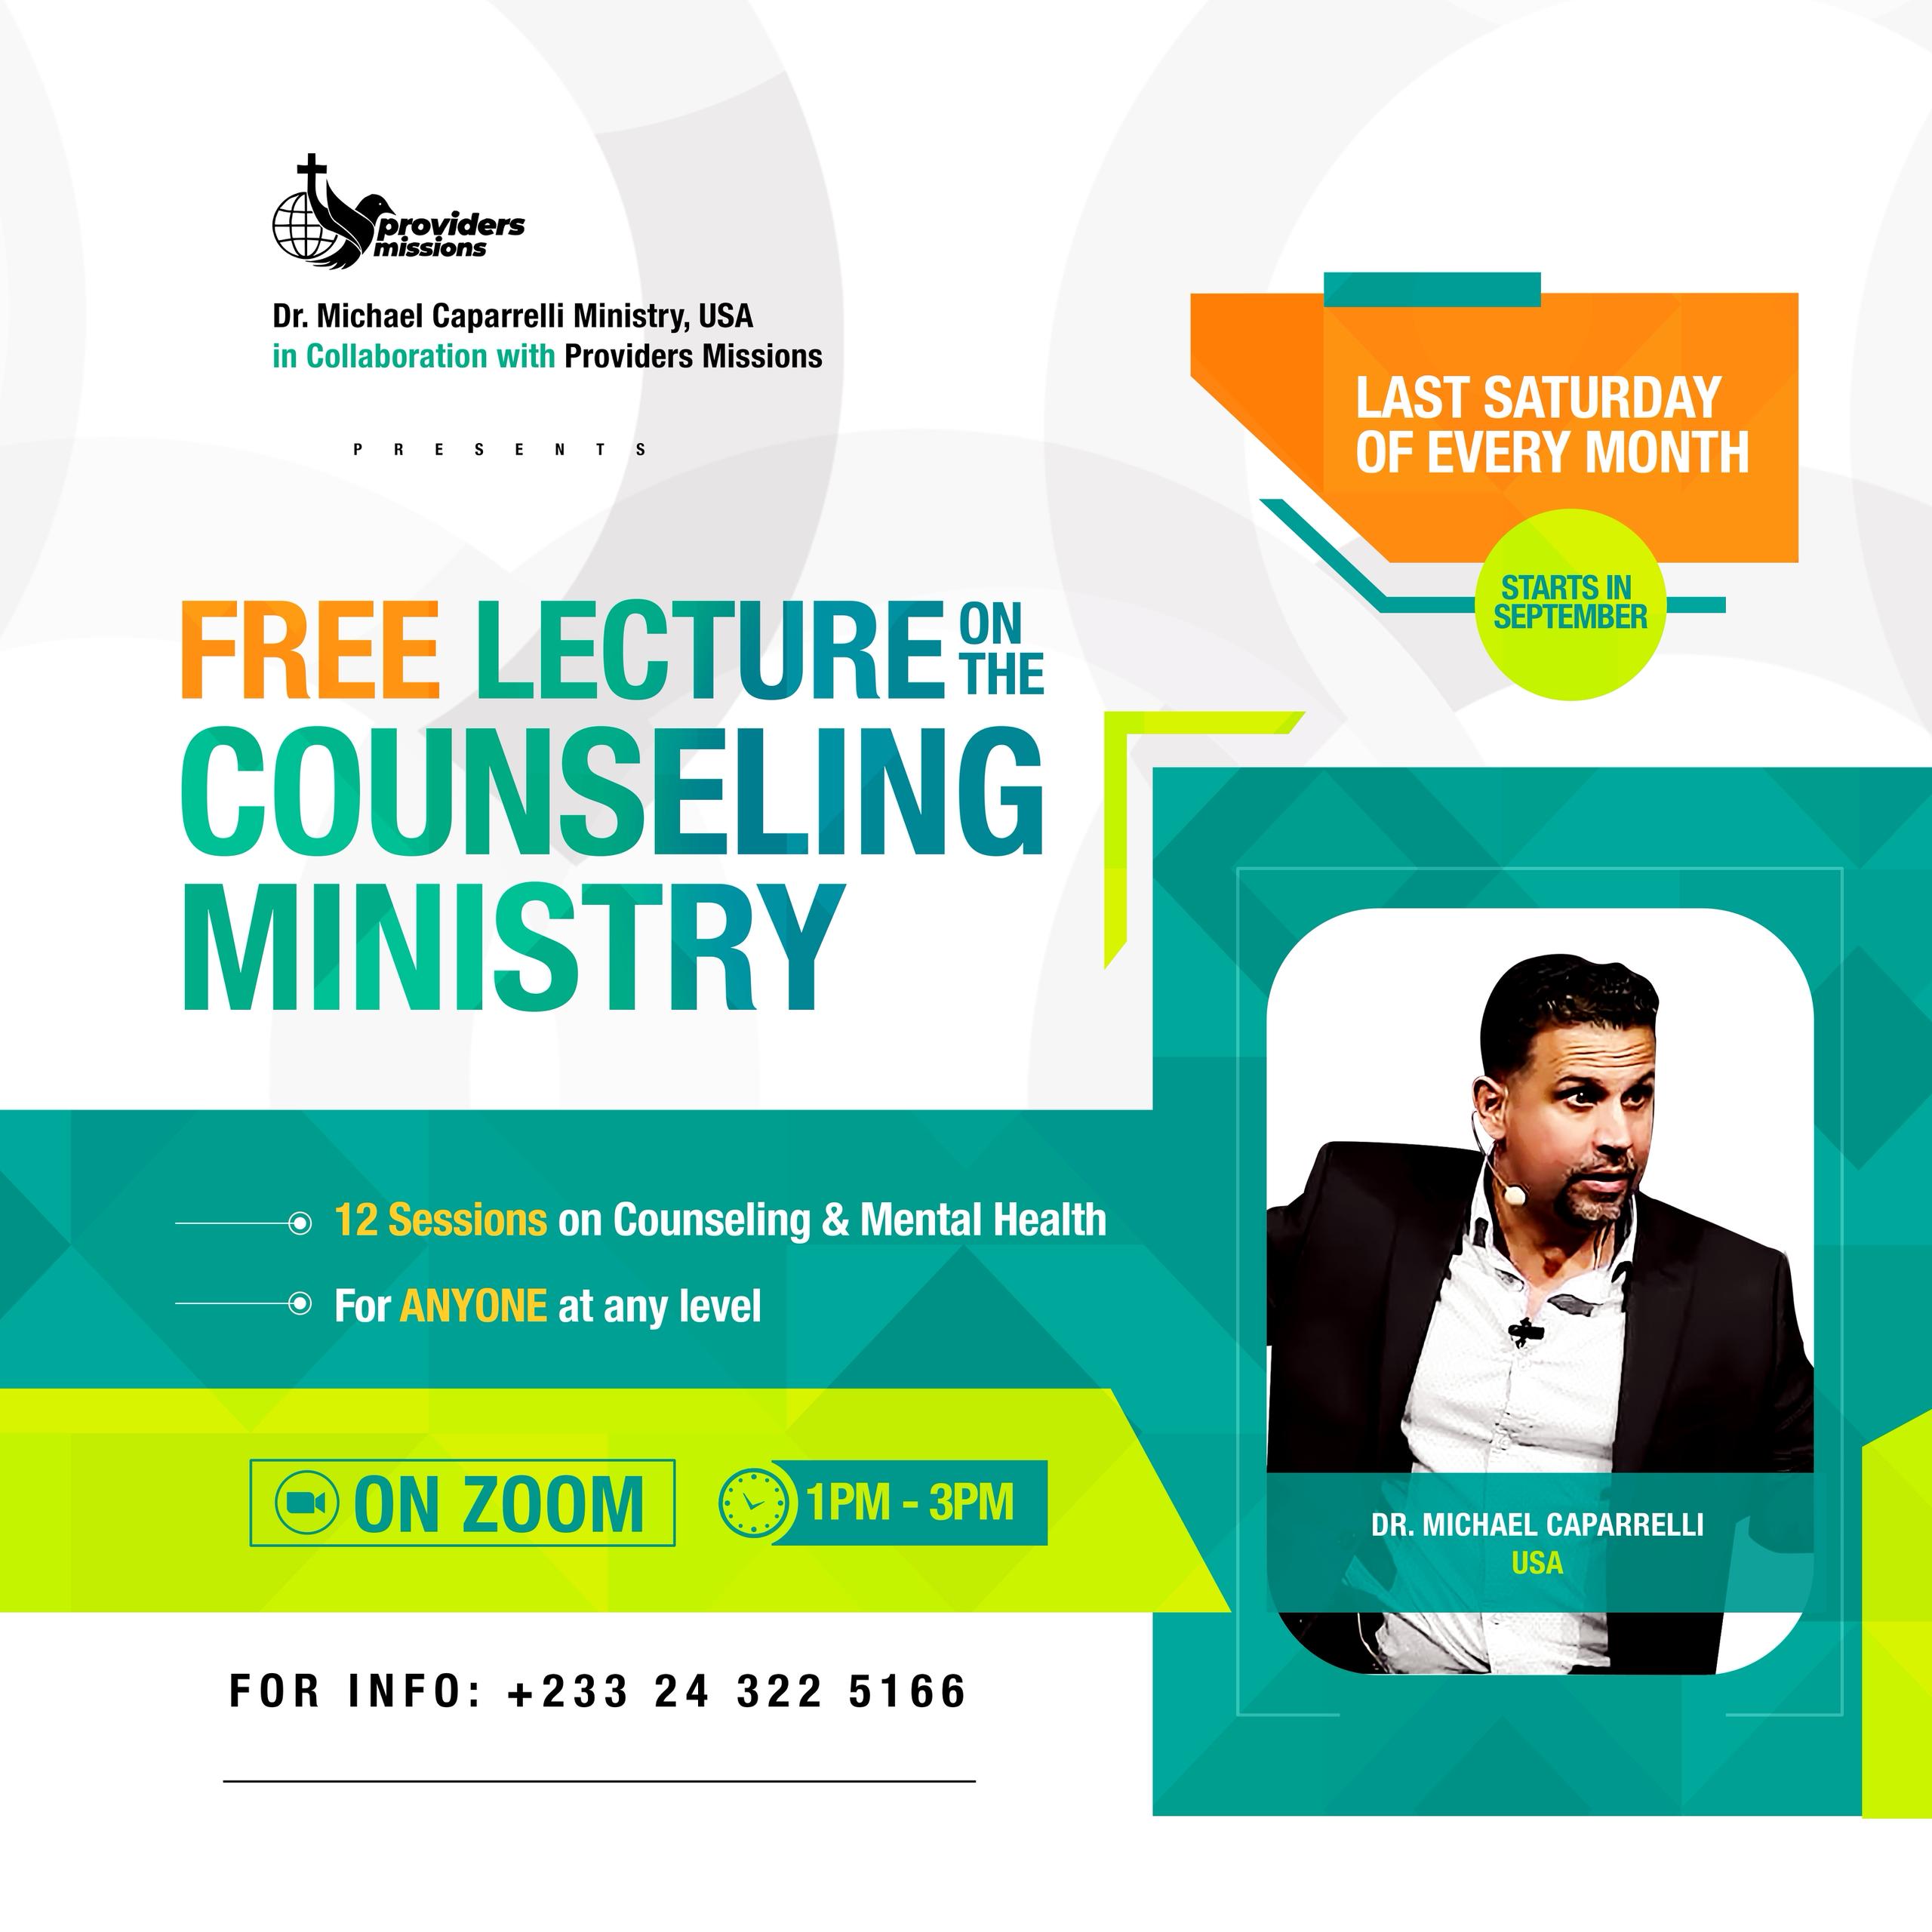 providers
missions
Dr. Michael Caparrelli Ministry, USA
in Collaboration with Providers Missions
PRESENTS
LAST SATURDAY
OF EVERY MONTH
STARTS IN
SEPTEMBER
FREE LECTURE ON THE
COUNSELING
MINISTRY
12 Sessions on Counseling & Mental Health
For ANYONE at any level
ON ZOOM
1PM - 3PM
DR. MICHAEL CAPARRELLI
USA
FOR INFO: +233 24 322 5166